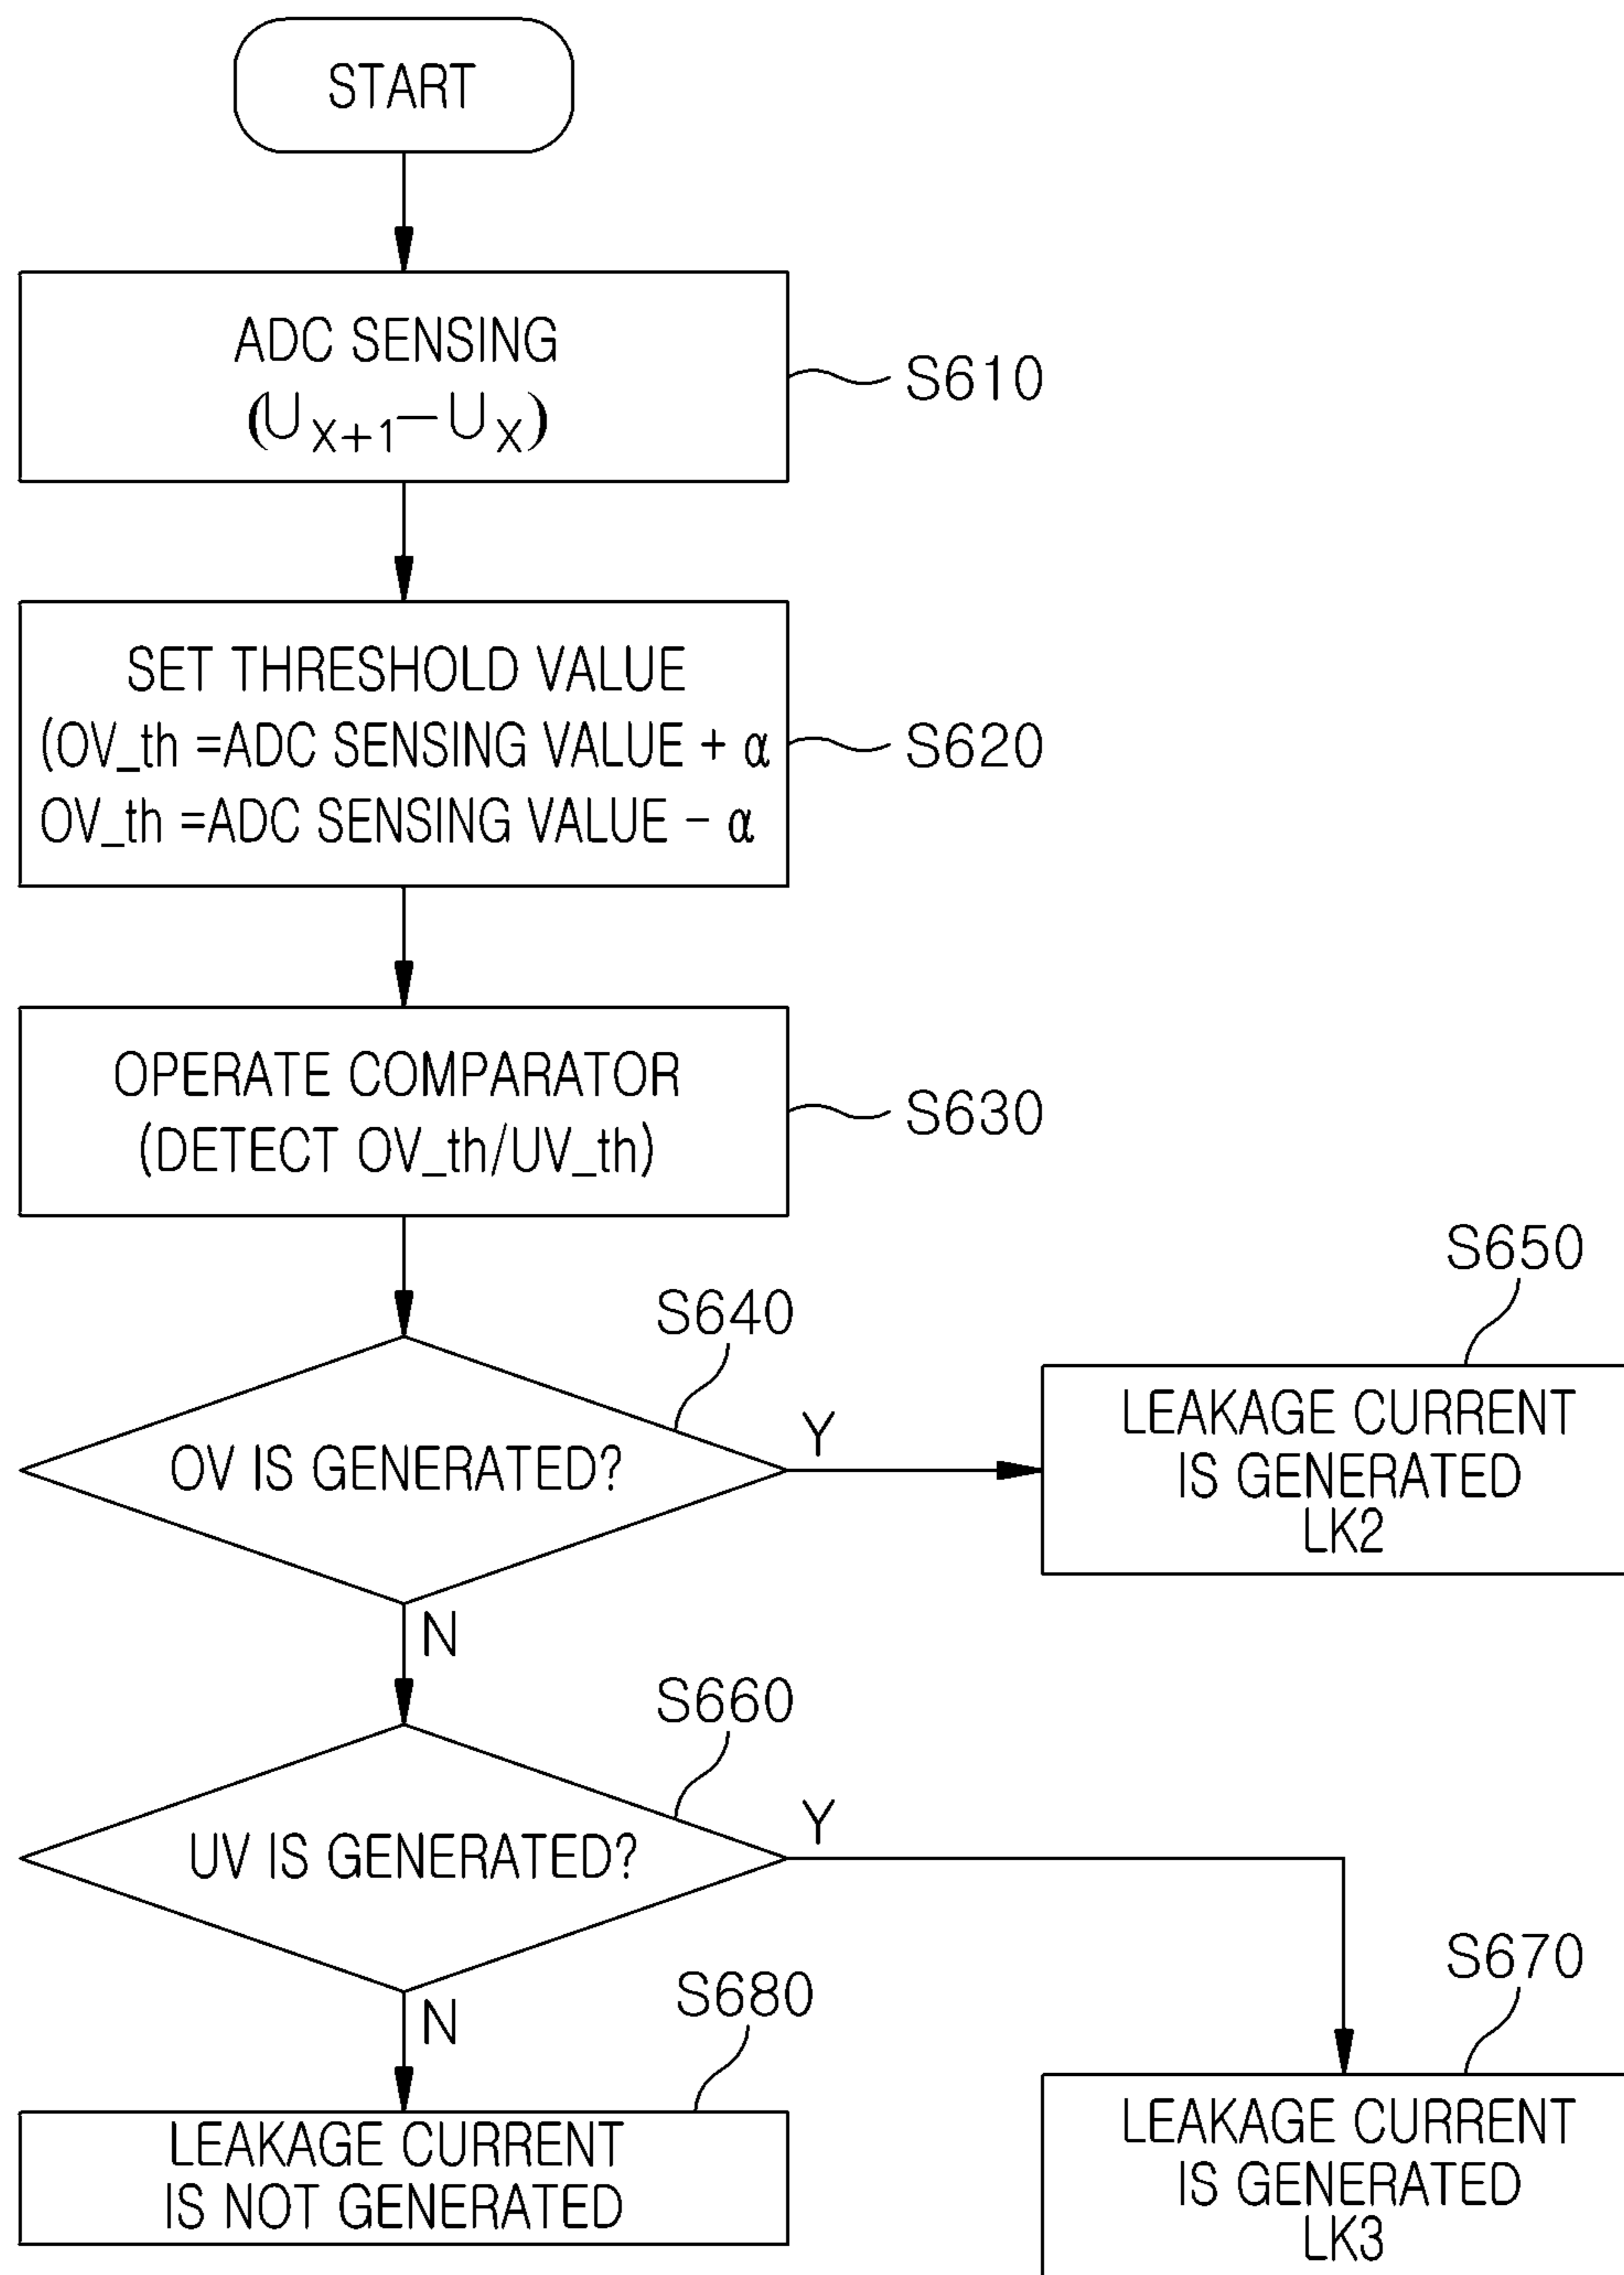 START
ADC SENSING
(U_{X+1}-U_X)
S610
SET THRESHOLD VALUE
(OV_th =ADC SENSING VALUE + α
OV_th =ADC SENSING VALUE - α
S620
OPERATE COMPARATOR
(DETECT OV_th/UV_th)
S630
S640
OV IS GENERATED?
Y
N
S650
LEAKAGE CURRENT
IS GENERATED
LK2
S660
UV IS GENERATED?
Y
N
S670
LEAKAGE CURRENT
IS GENERATED
LK3
S680
LEAKAGE CURRENT
IS NOT GENERATED